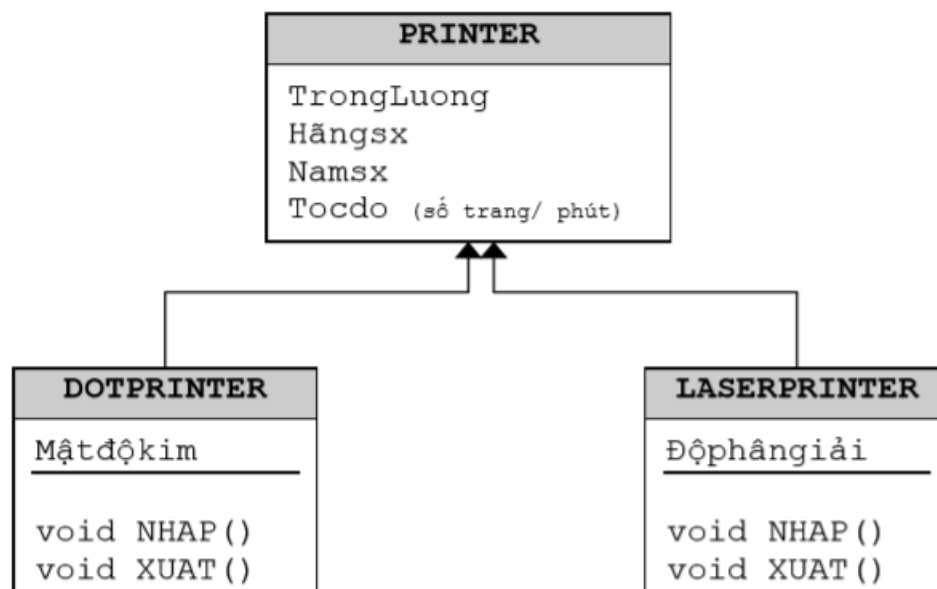 PRINTER
TrongLuong
Hãngsx
Namsx
Tocdo (số trang/ phút)
DOTPRINTER
Mậtđộkim
void NHAP()
void XUAT()
LASERPRINTER
Độphângiải
void NHAP()
void XUAT()